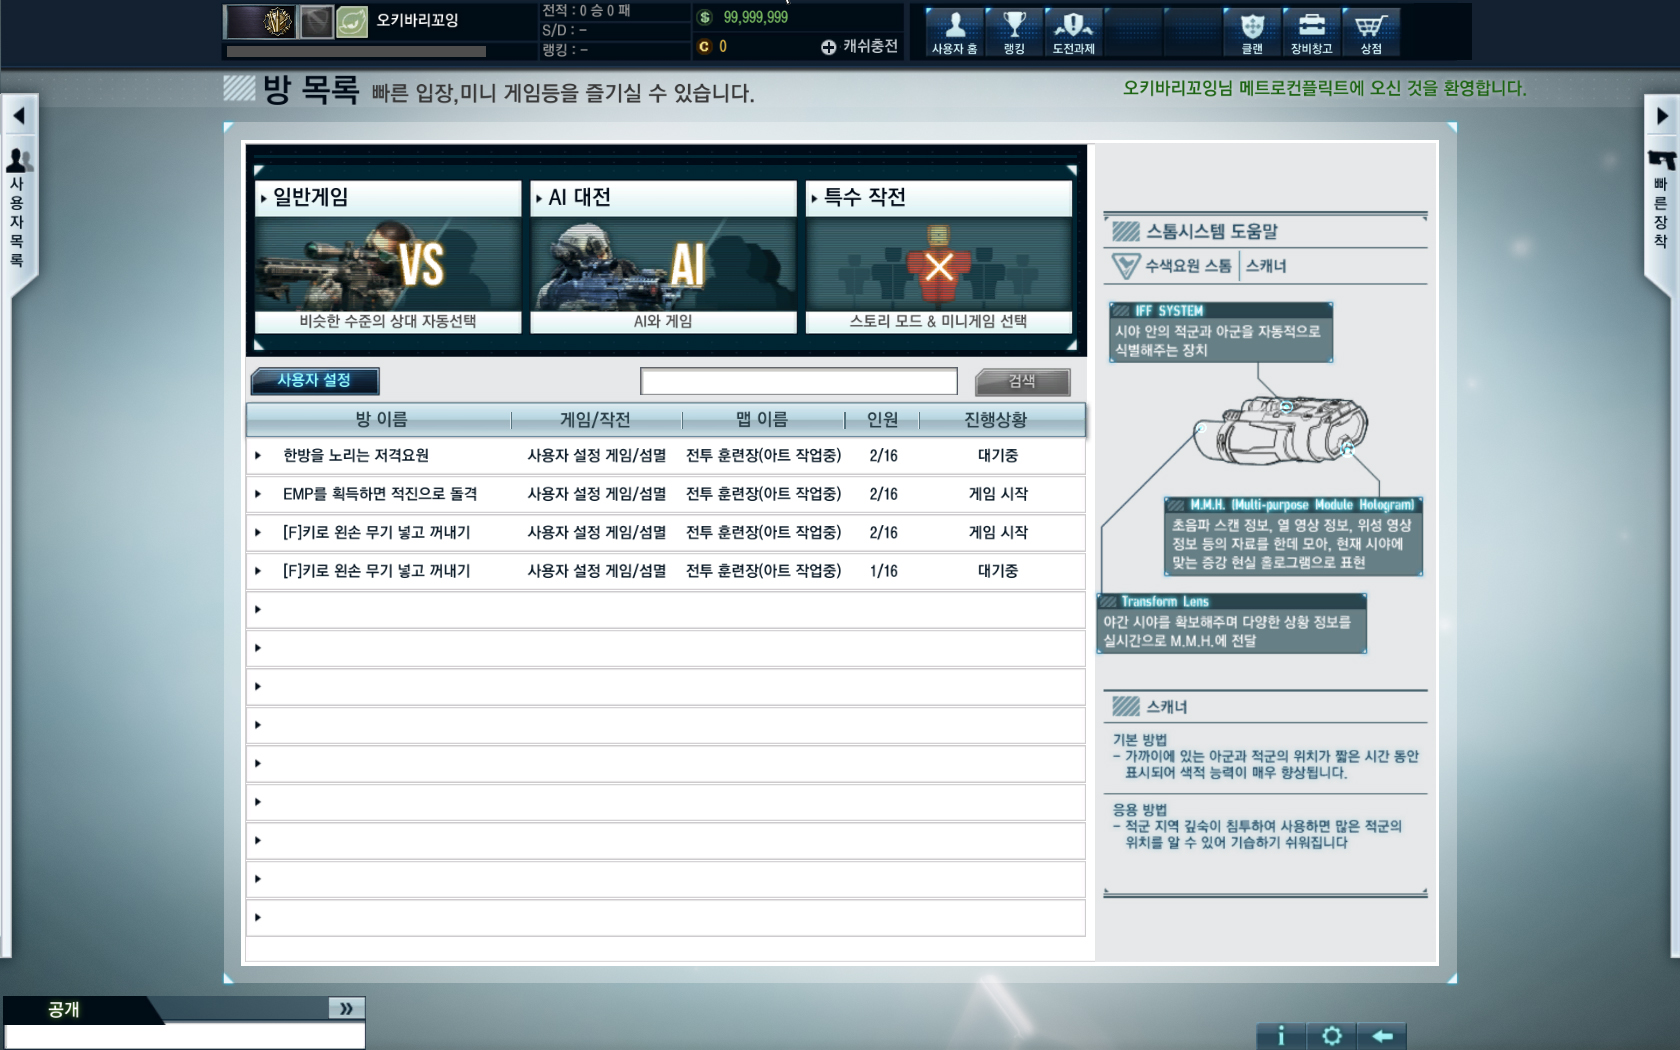 오키바리꼬잉
전적 : 0 승 0 패
S/D : -
랭킹 : -
99,999,999
0
캐쉬충전
사용자 홈
랭킹
도전과제
클랜
장비창고
상점
방 목록
빠른 입장,미니 게임등을 즐기실 수 있습니다.
오키바리꼬잉님 메트로컨플릭트에 오신 것을 환영합니다.
사용자목록
빠른장착
일반게임
VS
비슷한 수준의 상대 자동선택
AI 대전
AI
AI와 게임
특수 작전
스토리 모드 & 미니게임 선택
사용자 설정
검색
방 이름 게임/작전 맵 이름 인원 진행상황
한방을 노리는 저격요원 사용자 설정 게임/섬멸 전투 훈련장(아트 작업중) 2/16 대기중
EMP를 획득하면 적진으로 돌격 사용자 설정 게임/섬멸 전투 훈련장(아트 작업중) 2/16 게임 시작
[F]키로 왼손 무기 넣고 꺼내기 사용자 설정 게임/섬멸 전투 훈련장(아트 작업중) 2/16 게임 시작
[F]키로 왼손 무기 넣고 꺼내기 사용자 설정 게임/섬멸 전투 훈련장(아트 작업중) 1/16 대기중
스톰시스템 도움말
수색요원 스톰 스캐너
IFF SYSTEM
시야 안의 적군과 아군을 자동적으로
식별해주는 장치
M.M.H. (Multi-purpose Module Hologram)
초음파 스캔 정보, 열 영상 정보, 위성 영상
정보 등의 자료를 한데 모아, 현재 시야에
맞는 증강 현실 홀로그램으로 표현
Transform Lens
야간 시야를 확보해주며 다양한 상황 정보를
실시간으로 M.M.H.에 전달
스캐너
기본 방법
- 가까이에 있는 아군과 적군의 위치가 짧은 시간 동안
표시되어 색적 능력이 매우 향상됩니다.
응용 방법
- 적군 지역 깊숙이 침투하여 사용하면 많은 적군의
위치를 알 수 있어 기습하기 쉬워집니다
공개